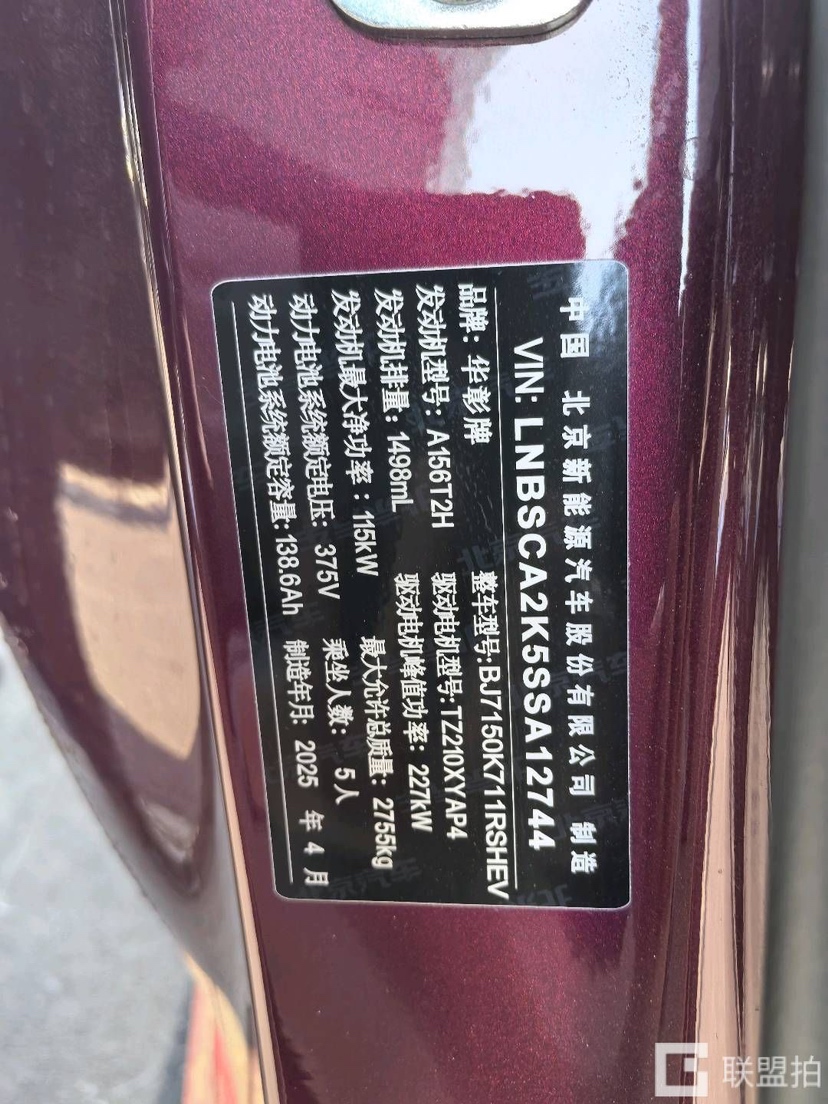 中国 北京新能源汽车股份有限公司 制造
VIN: LNBSCA2K5SSA12744
品牌: 华彰牌 整车型号: BJ7150K711RSHEV
发动机型号: A156T2H 驱动电机型号: TZ210XYAP4
发动机排量: 1498mL 驱动电机峰值功率: 227kW
发动机最大净功率: 115kW 最大允许总质量: 2755kg
动力电池系统额定电压: 375V 乘坐人数: 5人
动力电池系统额定容量: 138.6Ah 制造年月: 2025 年 4 月
联盟拍